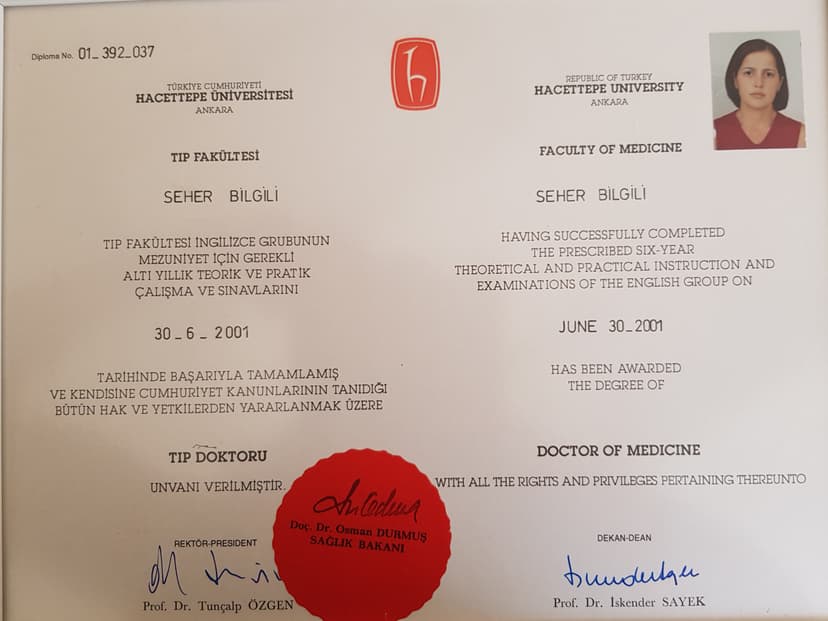 Diploma No. 01_392_037
TÜRKİYE CUMHURİYETİ
HACETTEPE ÜNİVERSİTESİ
ANKARA
TIP FAKÜLTESİ
SEHER BİLGİLİ
TIP FAKÜLTESİ İNGİLİZCE GRUBUNUN
MEZUNİYET İÇİN GEREKLİ
ALTI YILLIK TEORİK VE PRATİK
ÇALIŞMA VE SINAVLARINI
30_6_2001
TARİHİNDE BAŞARIYLA TAMAMLAMIŞ
VE KENDİSİNE CUMHURİYET KANUNLARININ TANIDIĞI
BÜTÜN HAK VE YETKİLERDEN YARARLANMAK ÜZERE
TIP DOKTORU
UNVANI VERİLMİŞTİR.
REKTÖR-PRESIDENT
Prof. Dr. Tunçalp ÖZGEN
Doç. Dr. Osman DURMUŞ
SAĞLIK BAKANI
REPUBLIC OF TURKEY
HACETTEPE UNIVERSITY
ANKARA
FACULTY OF MEDICINE
SEHER BİLGİLİ
HAVING SUCCESSFULLY COMPLETED
THE PRESCRIBED SIX-YEAR
THEORETICAL AND PRACTICAL INSTRUCTION AND
EXAMINATIONS OF THE ENGLISH GROUP ON
JUNE 30_2001
HAS BEEN AWARDED
THE DEGREE OF
DOCTOR OF MEDICINE
WITH ALL THE RIGHTS AND PRIVILEGES PERTAINING THEREUNTO
DEKAN-DEAN
Prof. Dr. İskender SAYEK